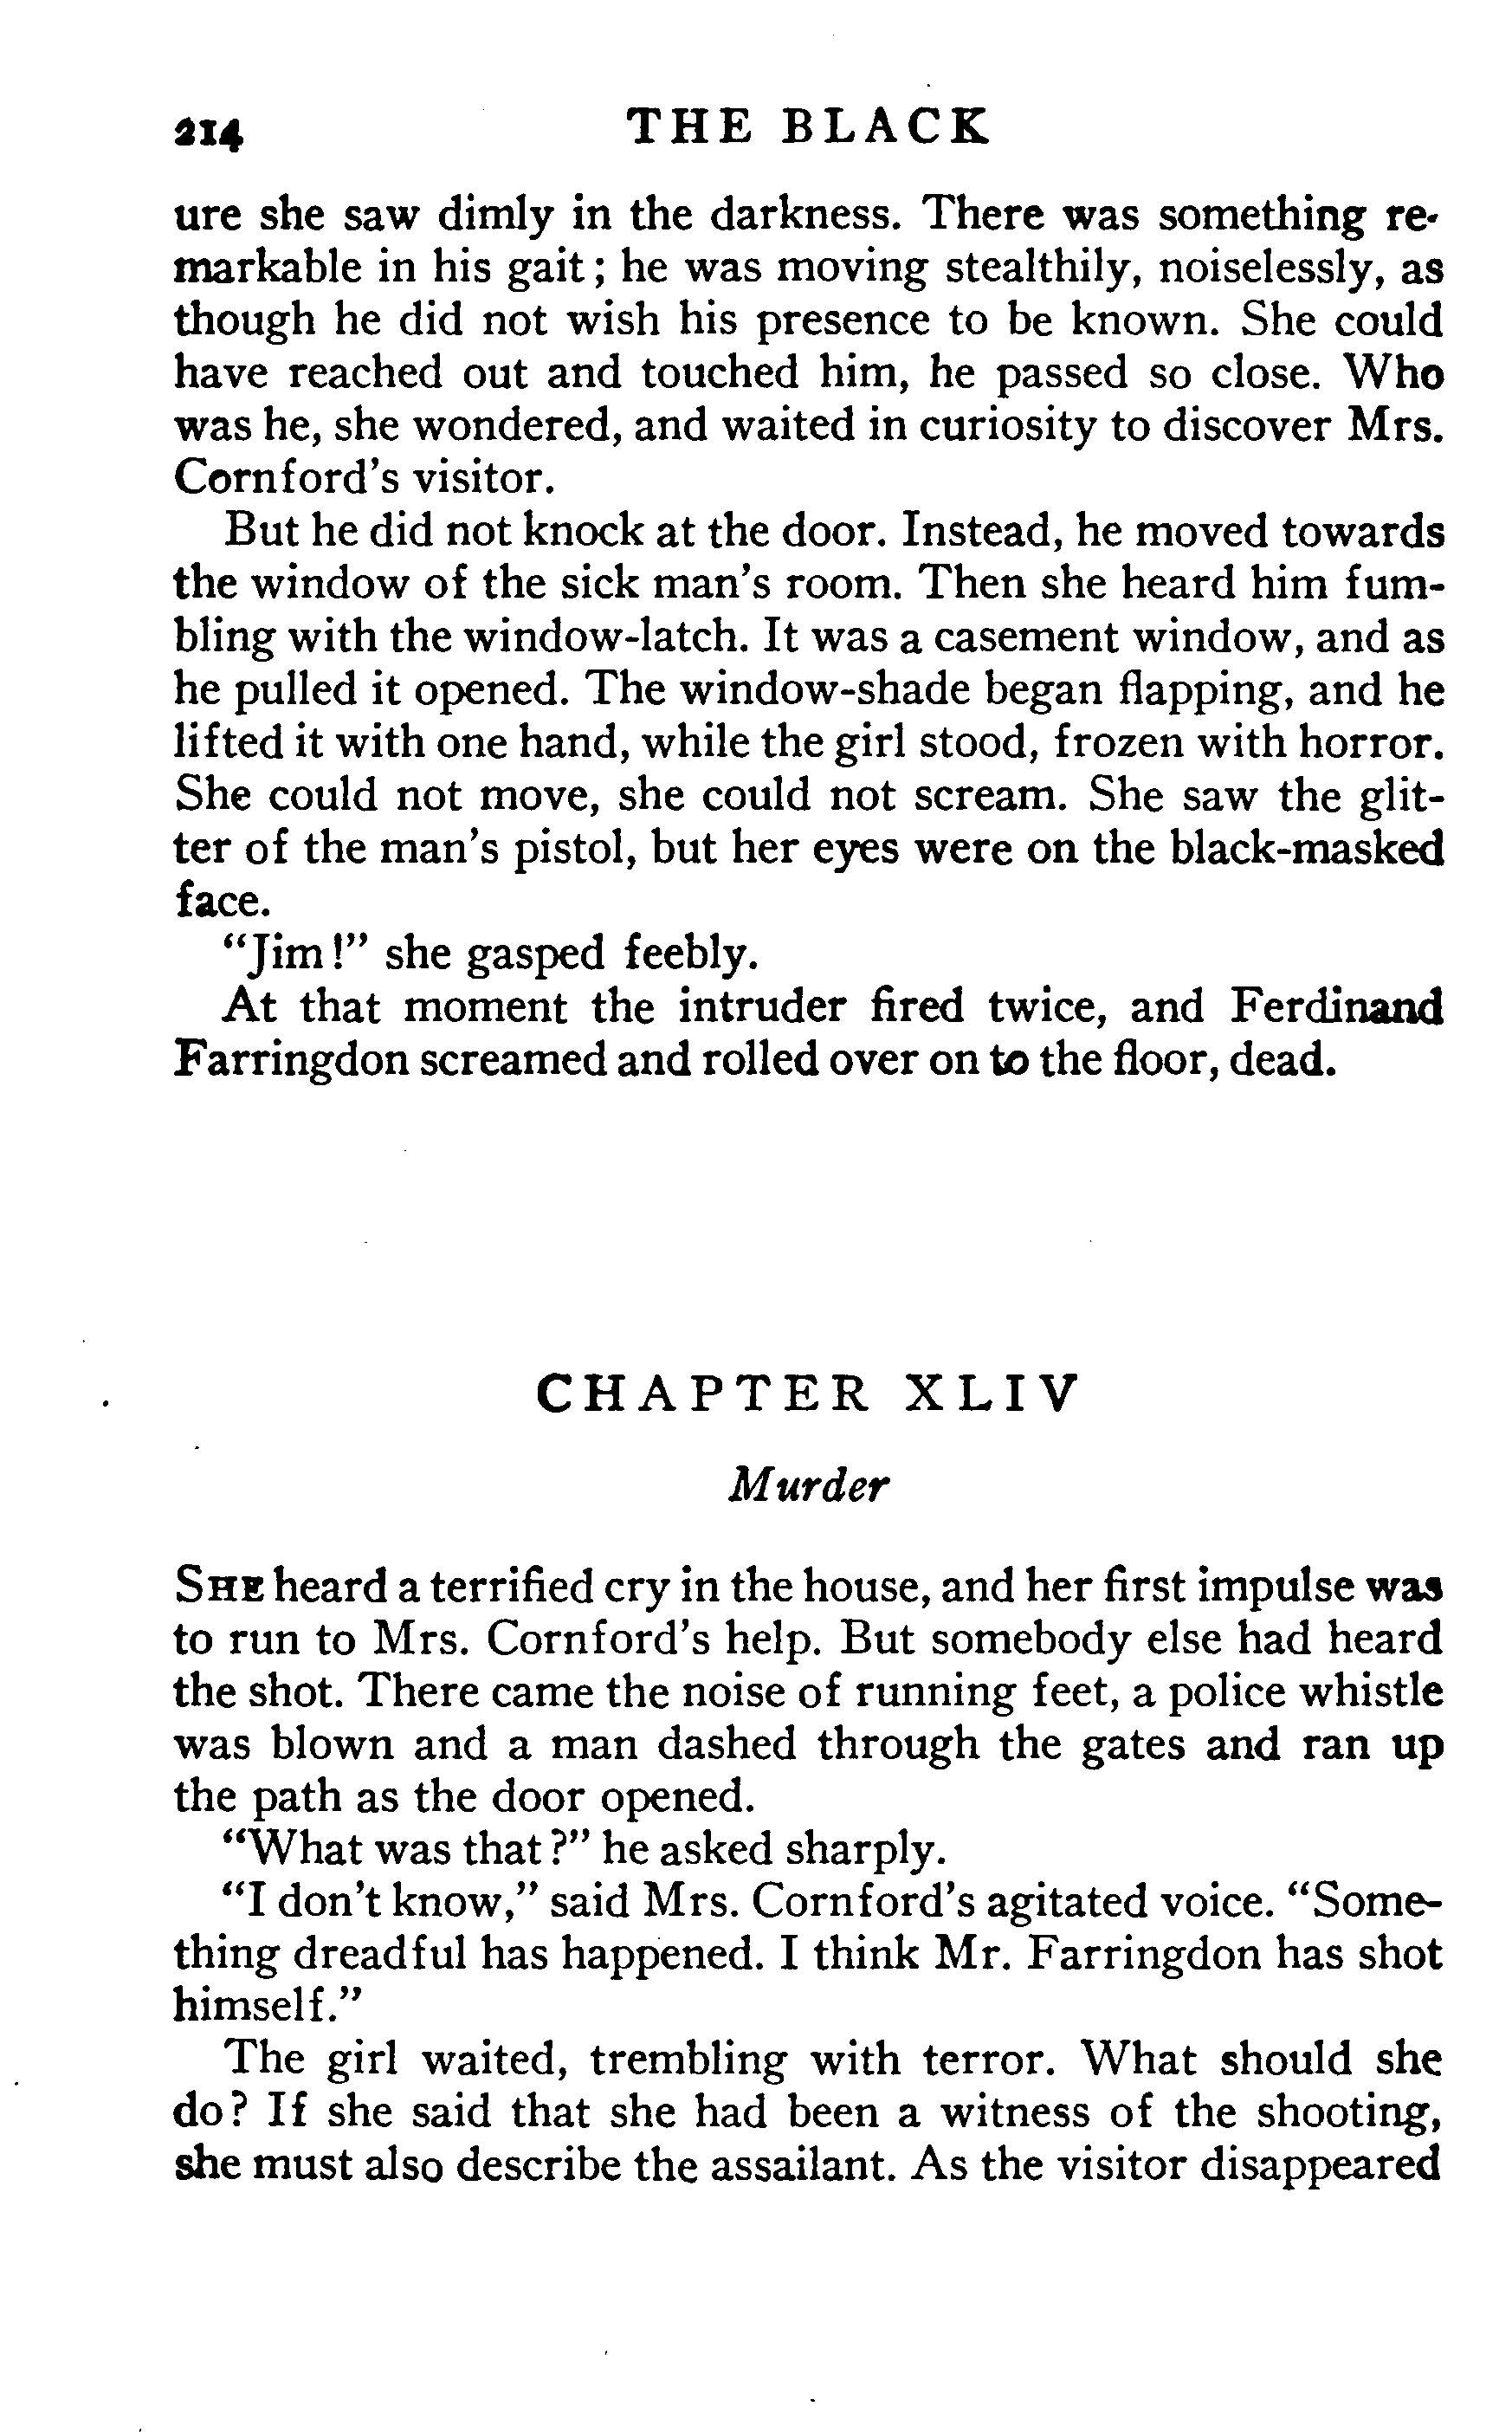 214 THE BLACK
ure she saw dimly in the darkness. There was something re-
markable in his gait; he was moving stealthily, noiselessly, as
though he did not wish his presence to be known. She could
have reached out and touched him, he passed so close. Who
was he, she wondered, and waited in curiosity to discover Mrs.
Cornford's visitor.
But he did not knock at the door. Instead, he moved towards
the window of the sick man's room. Then she heard him fum-
bling with the window-latch. It was a casement window, and as
he pulled it opened. The window-shade began flapping, and he
lifted it with one hand, while the girl stood, frozen with horror.
She could not move, she could not scream. She saw the glit-
ter of the man's pistol, but her eyes were on the black-masked
face.
"Jim!" she gasped feebly.
At that moment the intruder fired twice, and Ferdinand
Farringdon screamed and rolled over on to the floor, dead.
CHAPTER XLIV
Murder
SHE heard a terrified cry in the house, and her first impulse was
to run to Mrs. Cornford's help. But somebody else had heard
the shot. There came the noise of running feet, a police whistle
was blown and a man dashed through the gates and ran up
the path as the door opened.
"What was that?" he asked sharply.
"I don't know," said Mrs. Cornford's agitated voice. "Some-
thing dreadful has happened. I think Mr. Farringdon has shot
himself."
The girl waited, trembling with terror. What should she
do? If she said that she had been a witness of the shooting,
she must also describe the assailant. As the visitor disappeared